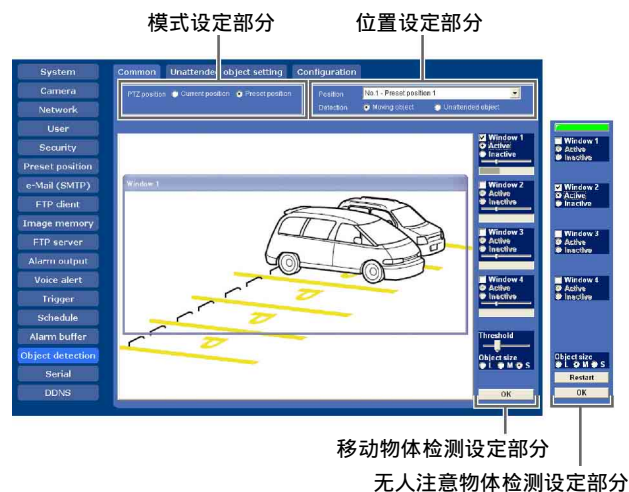 模式设定部分
位置设定部分
System
Camera
Network
User
Security
Preset position
e-Mail (SMTP)
FTP client
Image memory
FTP server
Alarm output
Voice alert
Trigger
Schedule
Alarm buffer
Object detection
Serial
DDNS
Common Unattended object setting Configuration
PTZ position Current position Preset position
Position No.1 - Preset position 1
Detection Moving object Unattended object
Window 1
Window 1
Active
Inactive
Window 2
Active
Inactive
Window 3
Active
Inactive
Window 4
Active
Inactive
Threshold
Object size
L M S
OK
Window 1
Active
Inactive
Window 2
Active
Inactive
Window 3
Active
Inactive
Window 4
Active
Inactive
Object size
L M S
Restart
OK
移动物体检测设定部分
无人注意物体检测设定部分